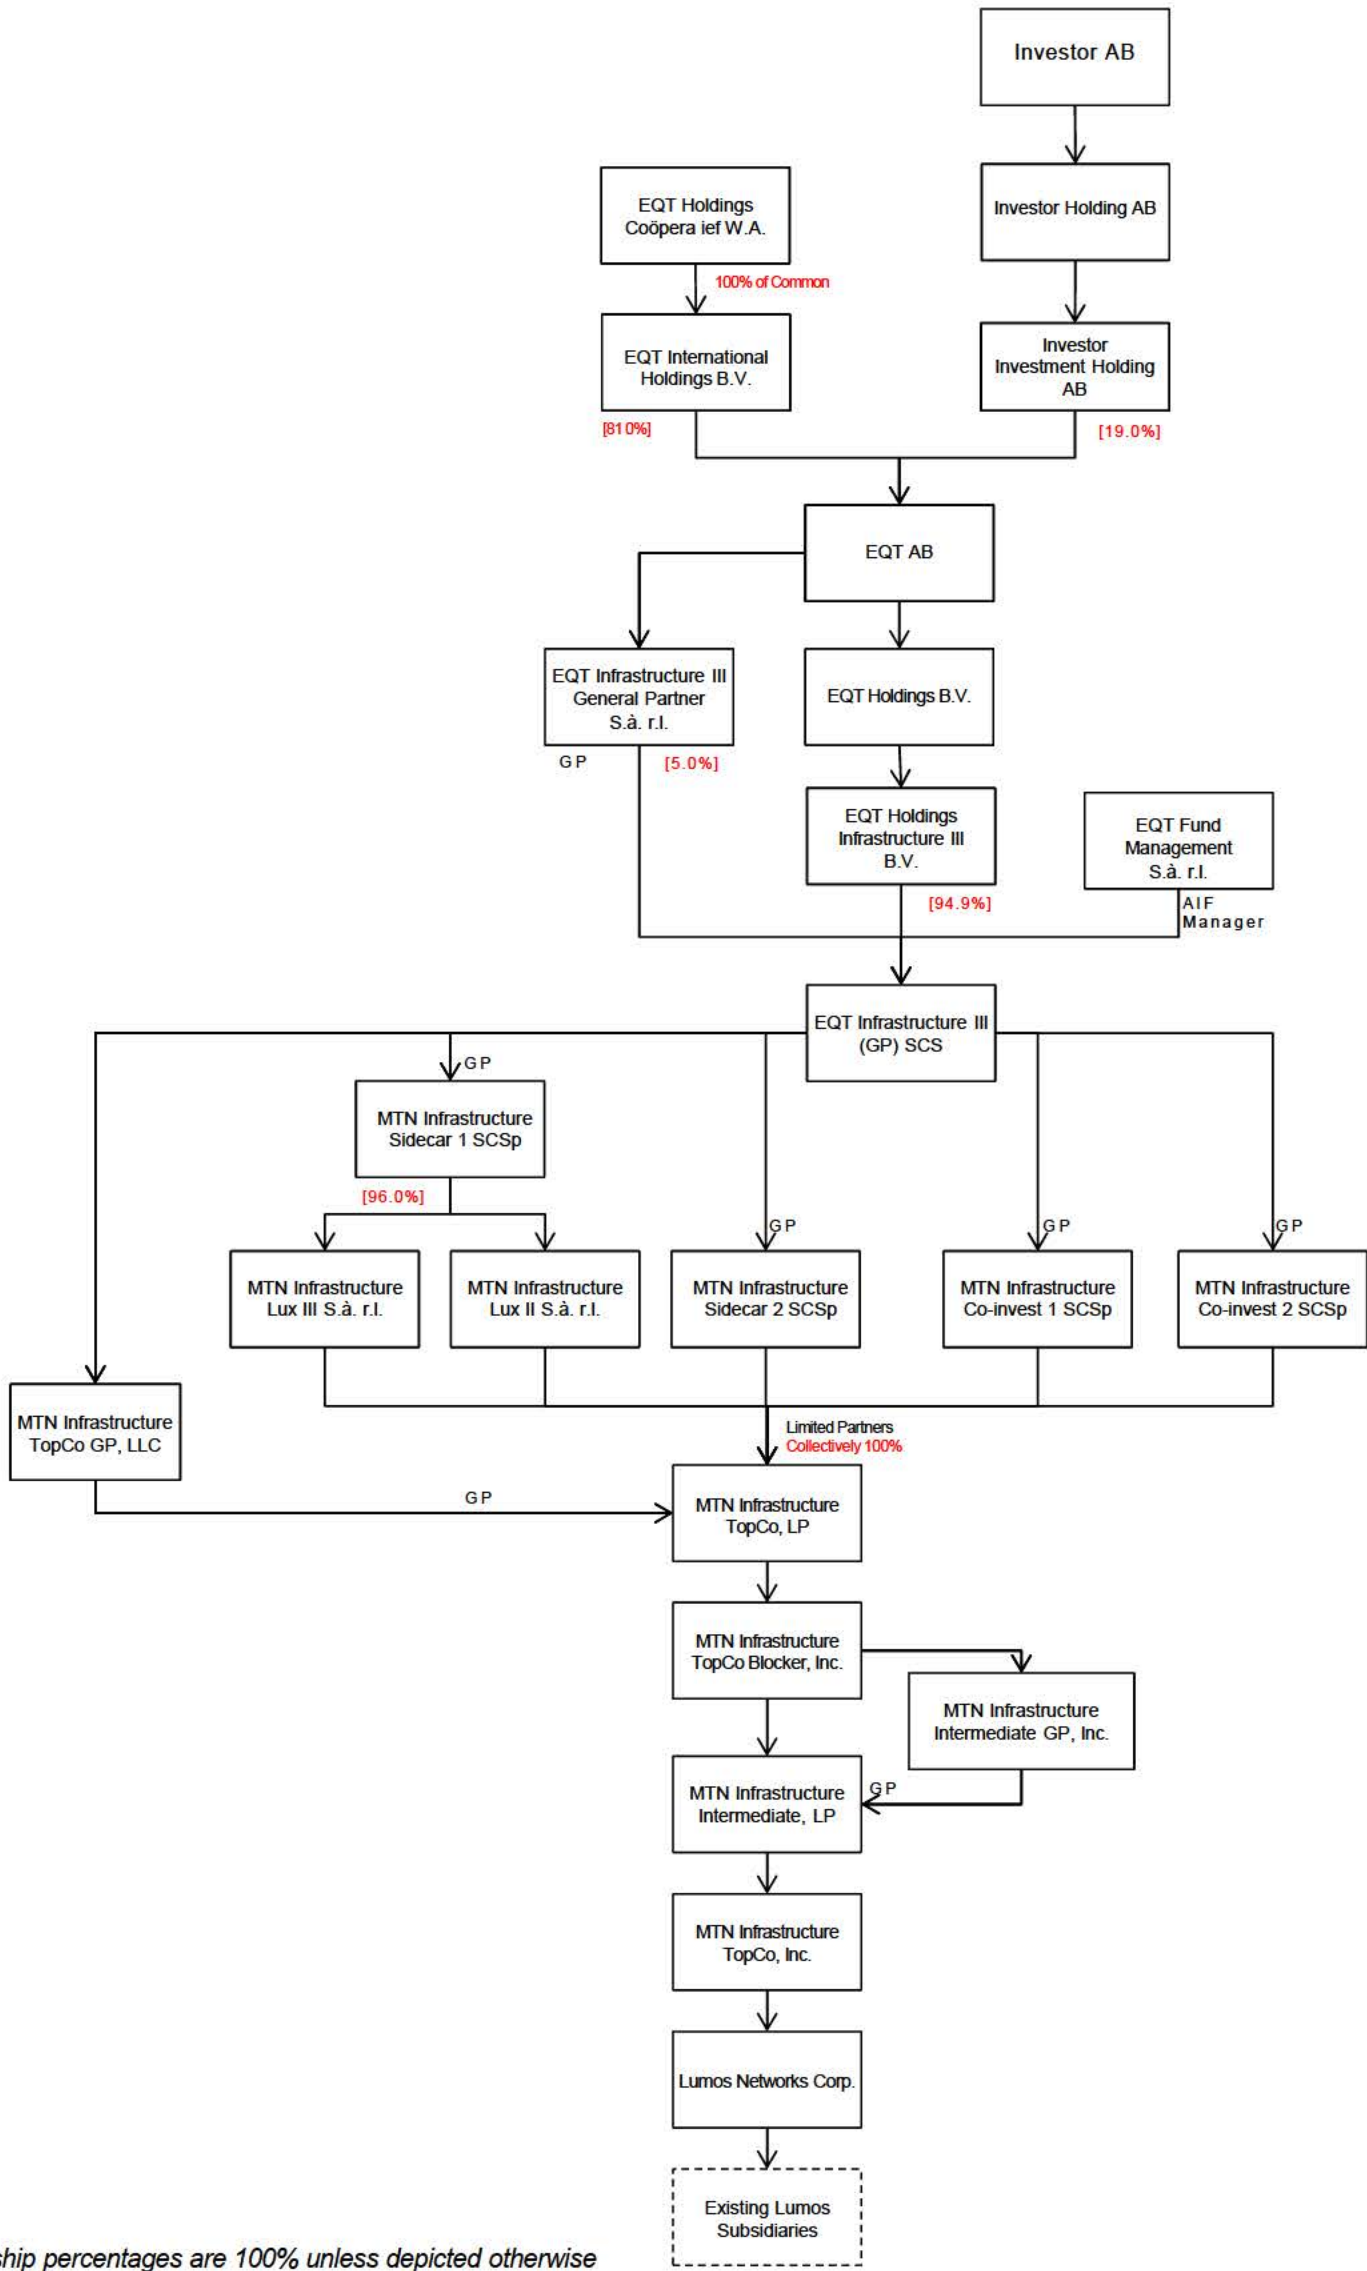 Investor AB
EQT Holdings
Coöpera ief W.A.
Investor Holding AB
100% of Common
EQT International
Holdings B.V.
Investor
Investment Holding
AB
[81 0%]
[19.0%]
EQT AB
EQT Infrastructure III
General Partner
S.à. r.l.
EQT Holdings B.V.
GP
[5.0%]
EQT Holdings
Infrastructure III
B.V.
EQT Fund
Management
S.à. r.l.
[94.9%]
AIF
Manager
EQT Infrastructure III
(GP) SCS
GP
MTN Infrastructure
Sidecar 1 SCSp
[96.0%]
GP
GP
GP
MTN Infrastructure
Lux III S.à. r.l.
MTN Infrastructure
Lux II S.à. r.l.
MTN Infrastructure
Sidecar 2 SCSp
MTN Infrastructure
Co-invest 1 SCSp
MTN Infrastructure
Co-invest 2 SCSp
MTN Infrastructure
TopCo GP, LLC
Limited Partners
Collectively 100%
GP
MTN Infrastructure
TopCo, LP
MTN Infrastructure
TopCo Blocker, Inc.
MTN Infrastructure
Intermediate GP, Inc.
GP
MTN Infrastructure
Intermediate, LP
MTN Infrastructure
TopCo, Inc.
Lumos Networks Corp.
Existing Lumos
Subsidiaries
ship percentages are 100% unless depicted otherwise